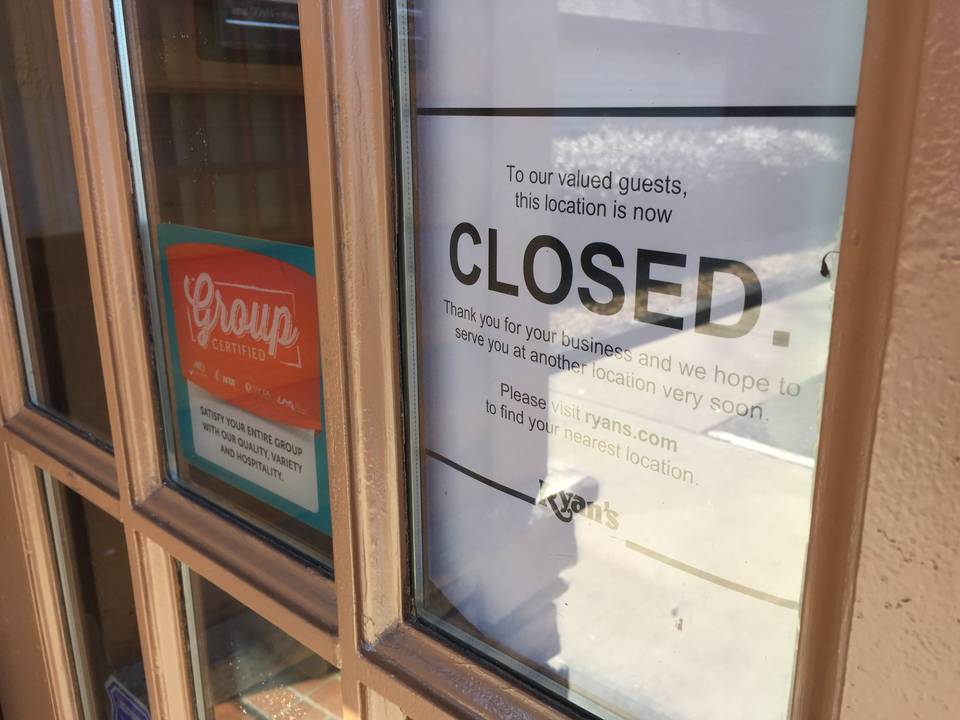 Group
CERTIFIED
NTA
SATISFY YOUR ENTIRE GROUP
WITH OUR QUALITY, VARIETY
AND HOSPITALITY.
To our valued guests,
this location is now
CLOSED.
Thank you for your business and we hope to
serve you at another location very soon.
Please visit ryans.com
to find your nearest location.
Ryan's